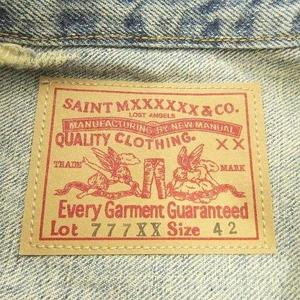 SAINT MXXXXXX & CO.
LOST ANGELS
MANUFACTURING BY NEW MANUAL
QUALITY CLOTHING.
XX
TRADE MARK
Every Garment Guaranteed
Lot 777XX Size 42